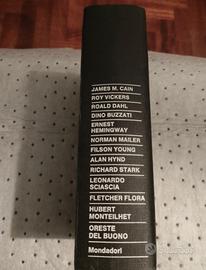 JAMES M. CAIN
ROY VICKERS
ROALD DAHL
DINO BUZZATI
ERNEST
HEMINGWAY
NORMAN MAILER
FILSON YOUNG
ALAN HYND
RICHARD STARK
LEONARDO
SCIASCIA
FLETCHER FLORA
HUBERT
MONTEILHET
ORESTE
DEL BUONO
Mondadori